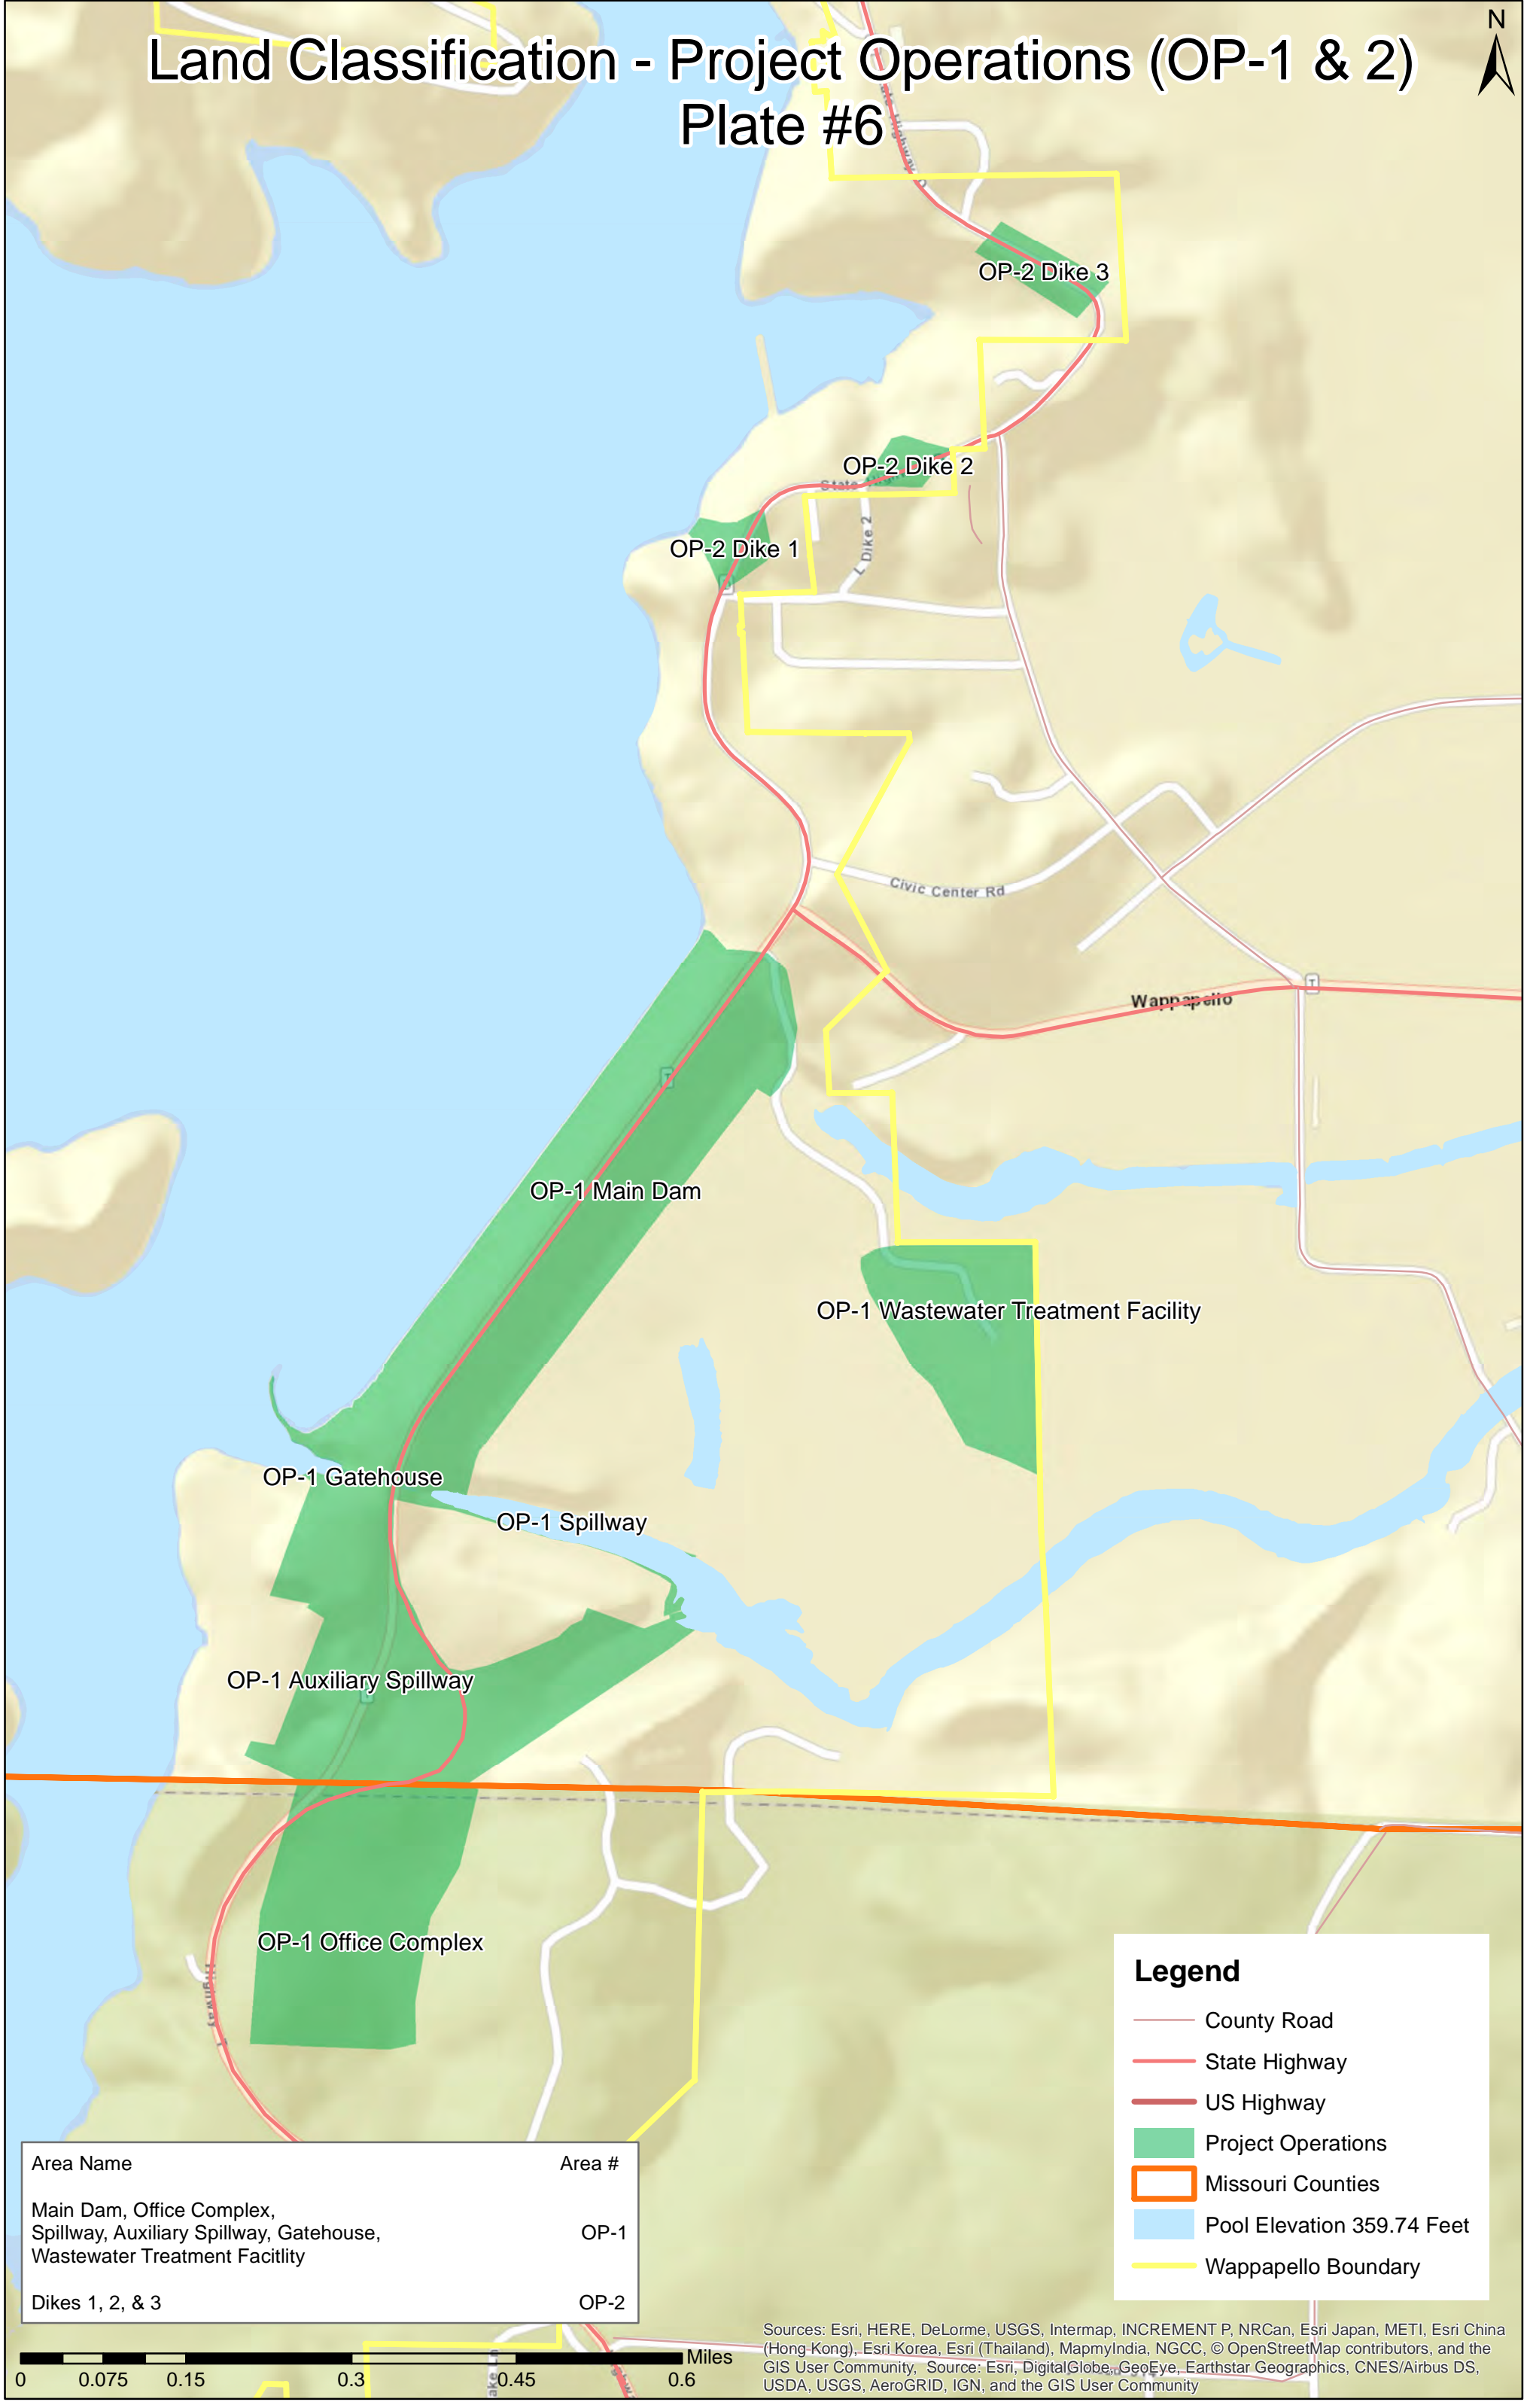 Land Classification - Project Operations (OP-1 & 2)
Plate #6
N
OP-2 Dike 3
OP-2 Dike 2
State
L Dike 2
OP-2 Dike 1
Civic Center Rd
Wappapello
T
T
OP-1 Main Dam
OP-1 Wastewater Treatment Facility
OP-1 Gatehouse
OP-1 Spillway
OP-1 Auxiliary Spillway
OP-1 Office Complex
Highway
Legend
County Road
State Highway
US Highway
Project Operations
Missouri Counties
Pool Elevation 359.74 Feet
Wappapello Boundary
Area Name Area #
Main Dam, Office Complex,
Spillway, Auxiliary Spillway, Gatehouse, OP-1
Wastewater Treatment Facitlity
Dikes 1, 2, & 3 OP-2
Miles
0 0.075 0.15 0.3 0.45 0.6
Sources: Esri, HERE, DeLorme, USGS, Intermap, INCREMENT P, NRCan, Esri Japan, METI, Esri China
(Hong Kong), Esri Korea, Esri (Thailand), MapmyIndia, NGCC, © OpenStreetMap contributors, and the
GIS User Community, Source: Esri, DigitalGlobe, GeoEye, Earthstar Geographics, CNES/Airbus DS,
USDA, USGS, AeroGRID, IGN, and the GIS User Community